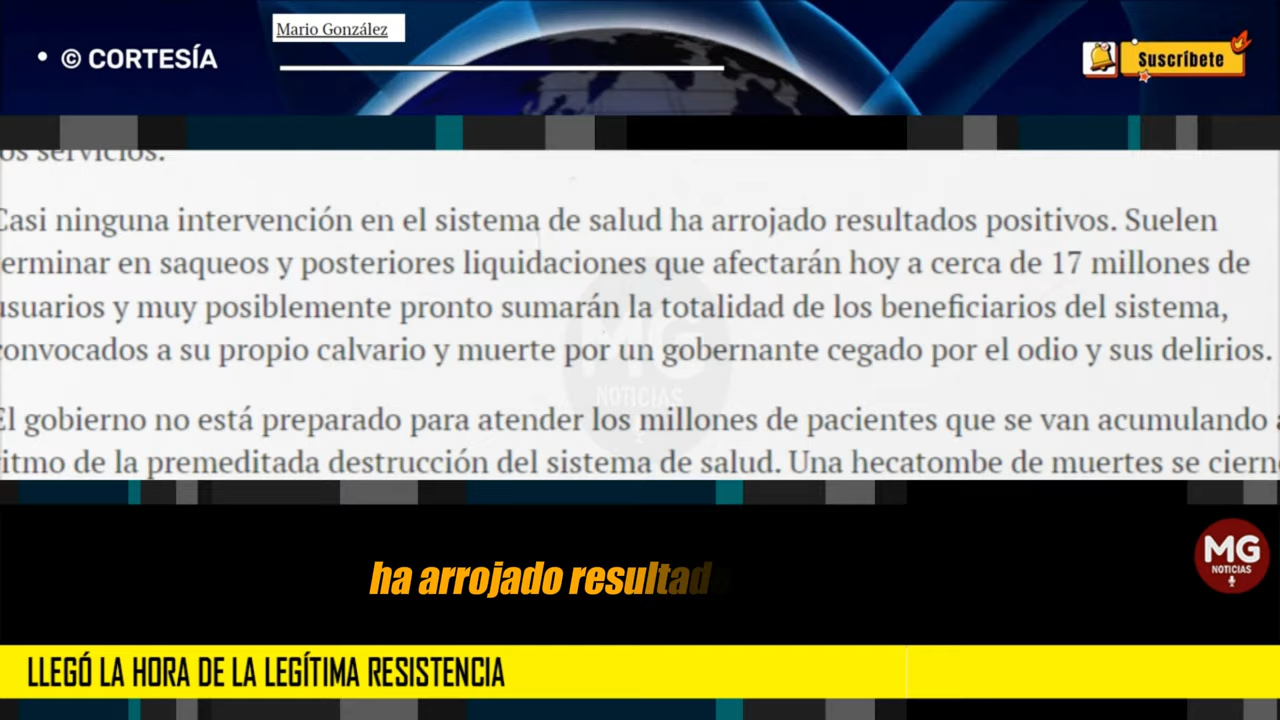 Mario González
• © CORTESÍA
Suscríbete
os servicios.
Casi ninguna intervención en el sistema de salud ha arrojado resultados positivos. Suelen
erminar en saqueos y posteriores liquidaciones que afectarán hoy a cerca de 17 millones de
usuarios y muy posiblemente pronto sumarán la totalidad de los beneficiarios del sistema,
convocados a su propio calvario y muerte por un gobernante cegado por el odio y sus delirios.
MG
NOTICIAS
El gobierno no está preparado para atender los millones de pacientes que se van acumulando a
ritmo de la premeditada destrucción del sistema de salud. Una hecatombe de muertes se ciern
ha arrojado resultad
MG
NOTICIAS
LLEGÓ LA HORA DE LA LEGÍTIMA RESISTENCIA